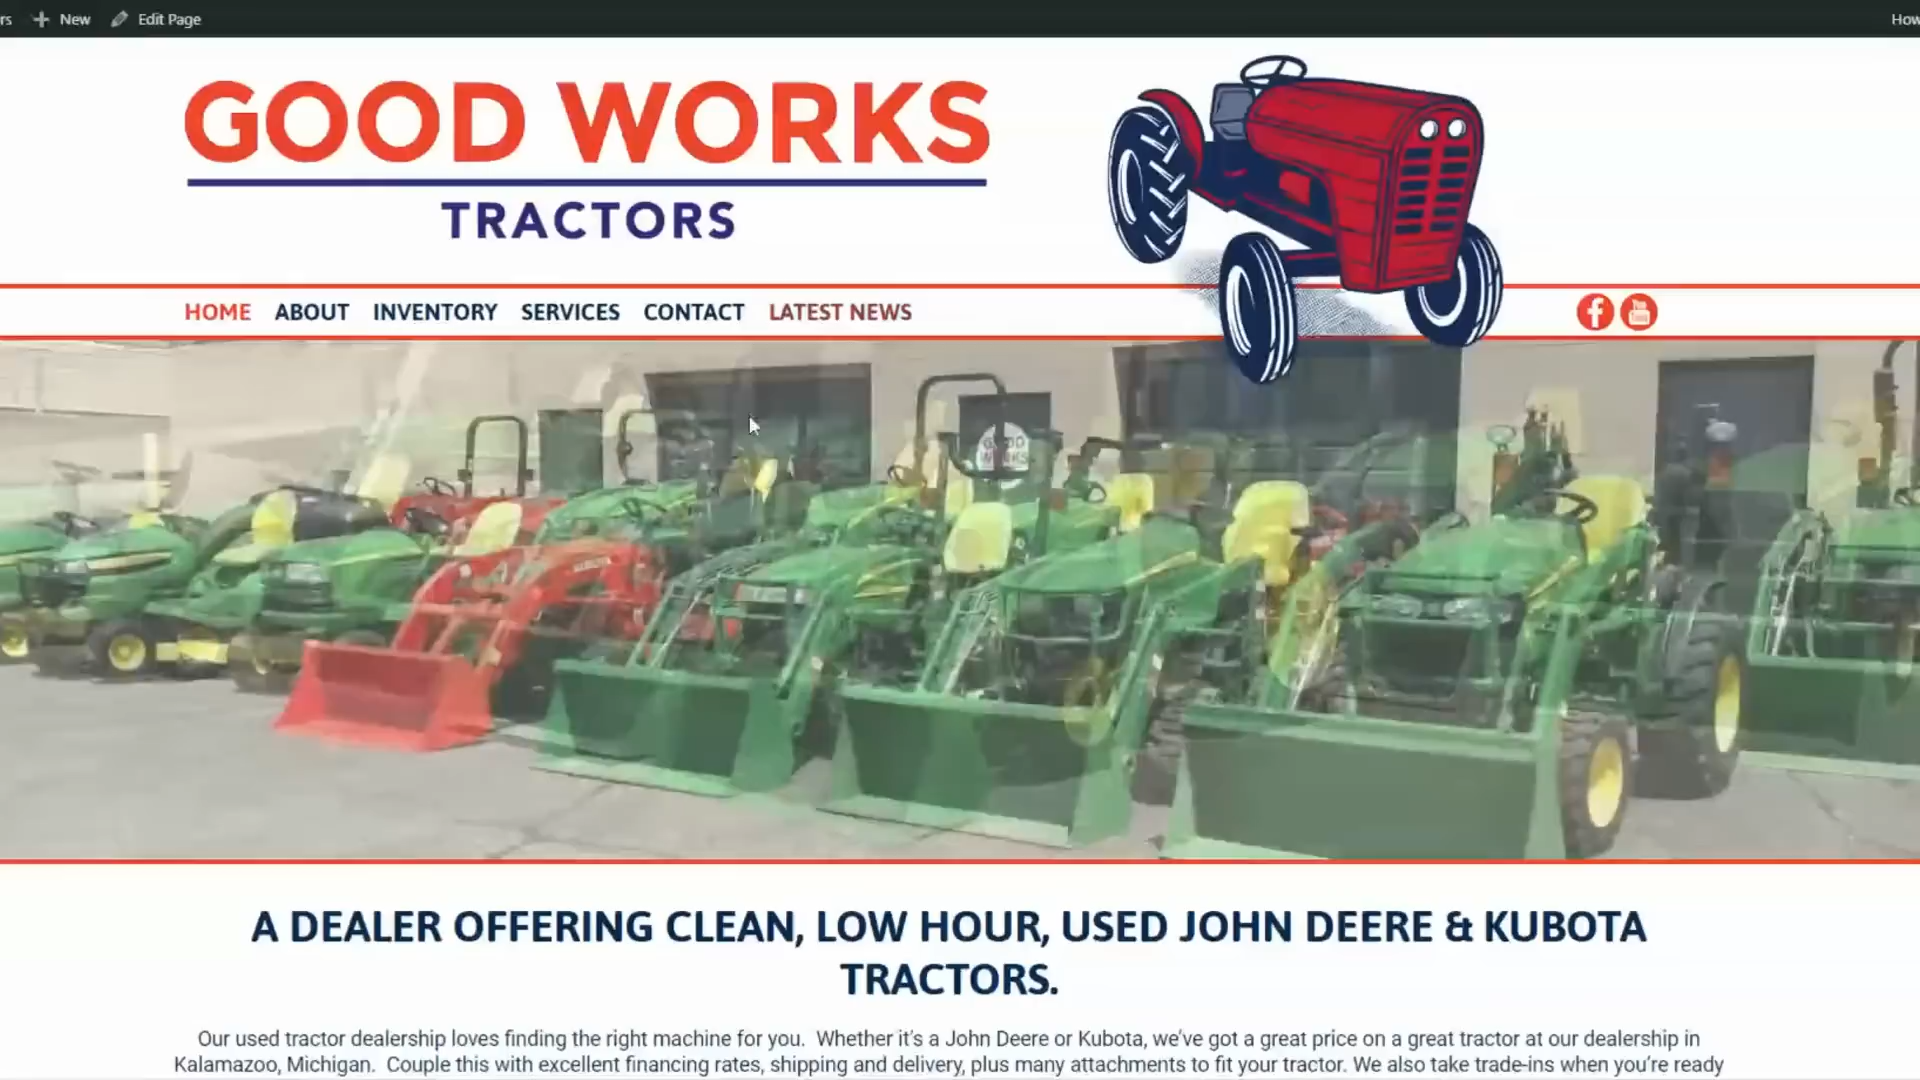 rs New Edit Page How
GOOD WORKS
TRACTORS
HOME ABOUT INVENTORY SERVICES CONTACT LATEST NEWS
You
GOOD
WORKS
A DEALER OFFERING CLEAN, LOW HOUR, USED JOHN DEERE & KUBOTA
TRACTORS.
Our used tractor dealership loves finding the right machine for you. Whether it's a John Deere or Kubota, we've got a great price on a great tractor at our dealership in
Kalamazoo, Michigan. Couple this with excellent financing rates, shipping and delivery, plus many attachments to fit your tractor. We also take trade-ins when you're ready